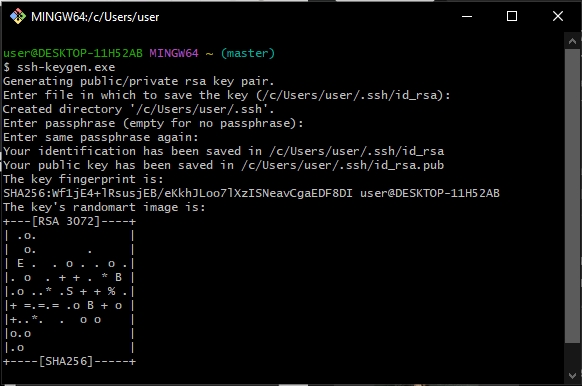 MINGW64:/c/Users/user
user@DESKTOP-11H52AB MINGW64 ~ (master)
$ ssh-keygen.exe
Generating public/private rsa key pair.
Enter file in which to save the key (/c/Users/user/.ssh/id_rsa):
Created directory '/c/Users/user/.ssh'.
Enter passphrase (empty for no passphrase):
Enter same passphrase again:
Your identification has been saved in /c/Users/user/.ssh/id_rsa
Your public key has been saved in /c/Users/user/.ssh/id_rsa.pub
The key fingerprint is:
SHA256:Wf1jE4+lRsusjEB/eKkhJLoo7lXzISNeavCgaEDF8DI user@DESKTOP-11H52AB
The key's randomart image is:
+---[RSA 3072]----+
| .o.             |
|  o.      .      |
| E .  . o . . o .|
|. o  . + + . * B |
|.o ..* .S + + % .|
|+ =.=.= .o B + o |
|+..*.  .  o o    |
|o.o              |
|.o               |
+----[SHA256]-----+